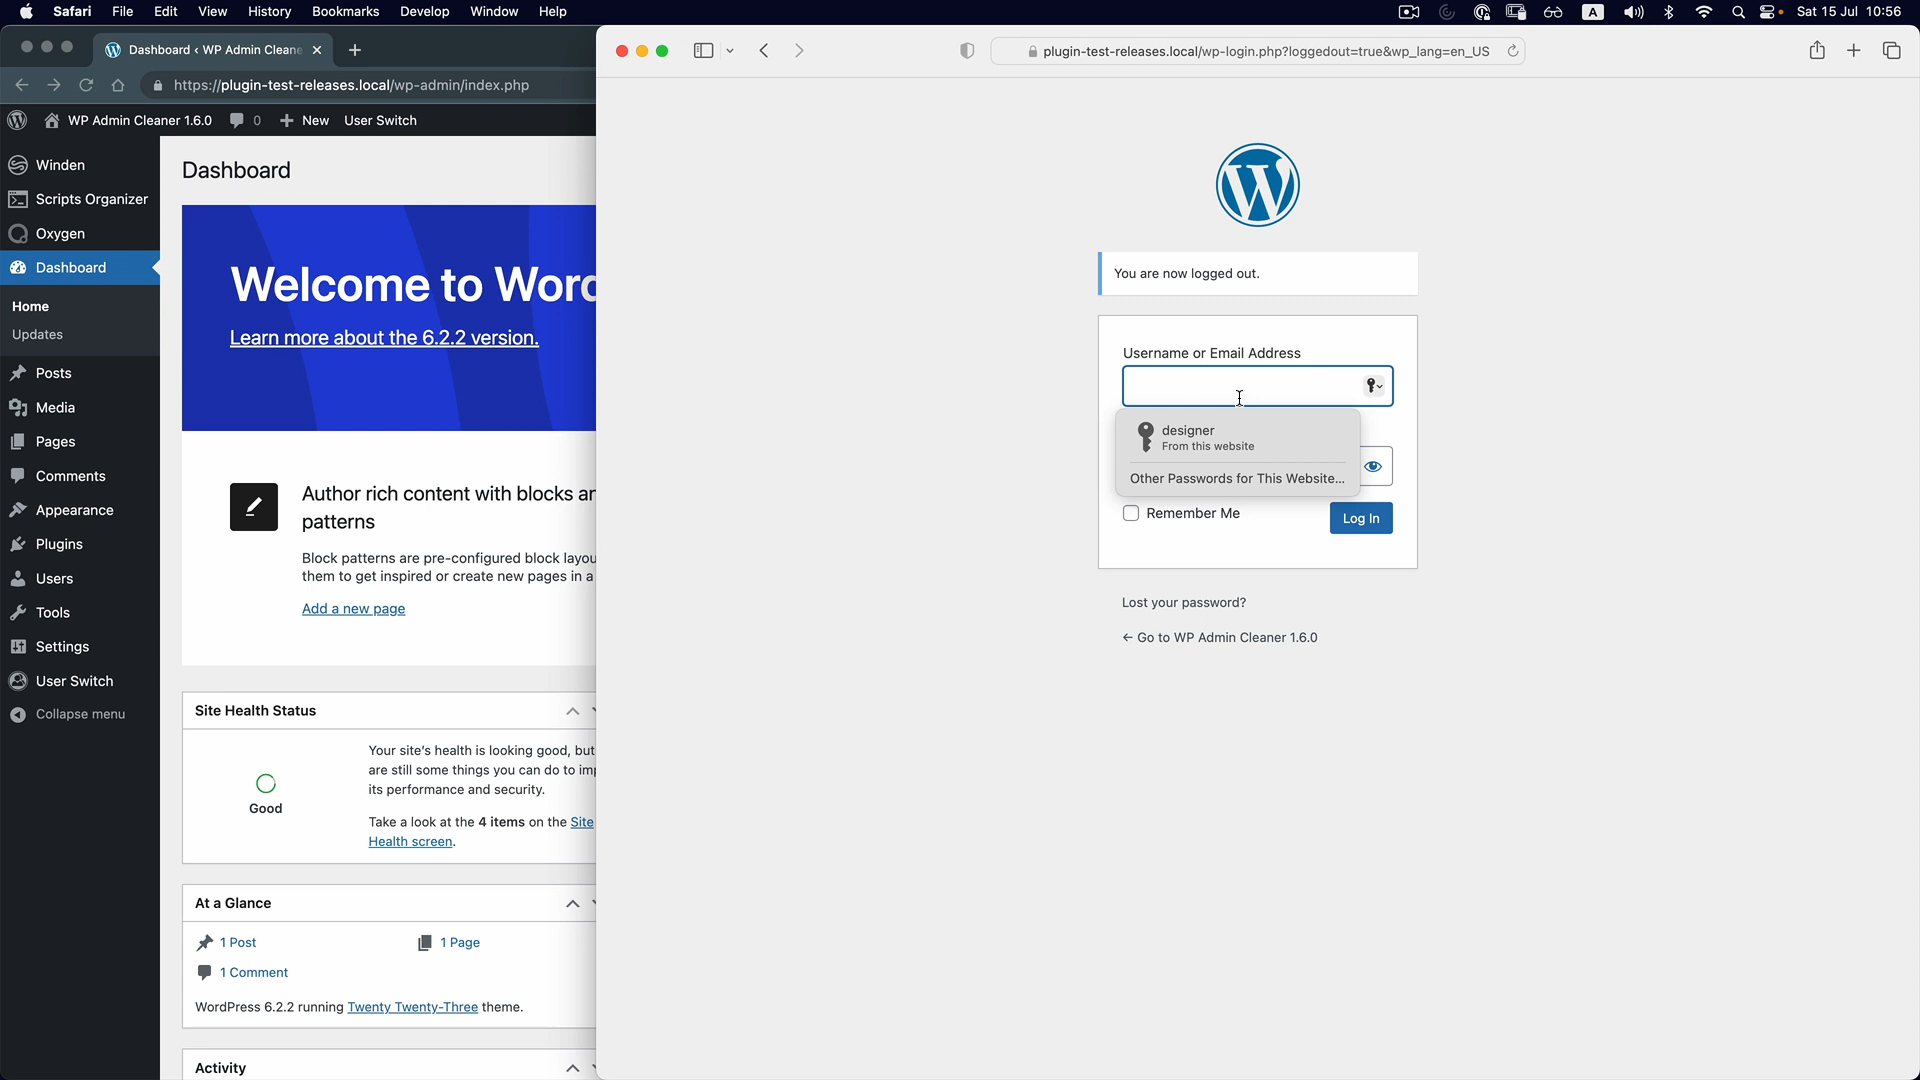 Safari File Edit View History Bookmarks Develop Window Help
A Sat 15 Jul 10:56
Dashboard ‹ WP Admin Cleane
https://plugin-test-releases.local/wp-admin/index.php
WP Admin Cleaner 1.6.0 0 New User Switch
Winden
Scripts Organizer
Oxygen
Dashboard
Home
Updates
Posts
Media
Pages
Comments
Appearance
Plugins
Users
Tools
Settings
User Switch
Collapse menu
Dashboard
Welcome to Word
Learn more about the 6.2.2 version.
Author rich content with blocks an
patterns
Block patterns are pre-configured block layou
them to get inspired or create new pages in a
Add a new page
Site Health Status
Good
Your site's health is looking good, but
are still some things you can do to imp
its performance and security.
Take a look at the 4 items on the Site
Health screen.
At a Glance
1 Post
1 Page
1 Comment
WordPress 6.2.2 running Twenty Twenty-Three theme.
Activity
plugin-test-releases.local/wp-login.php?loggedout=true&wp_lang=en_US
You are now logged out.
Username or Email Address
designer
From this website
Other Passwords for This Website...
Remember Me
Log In
Lost your password?
← Go to WP Admin Cleaner 1.6.0